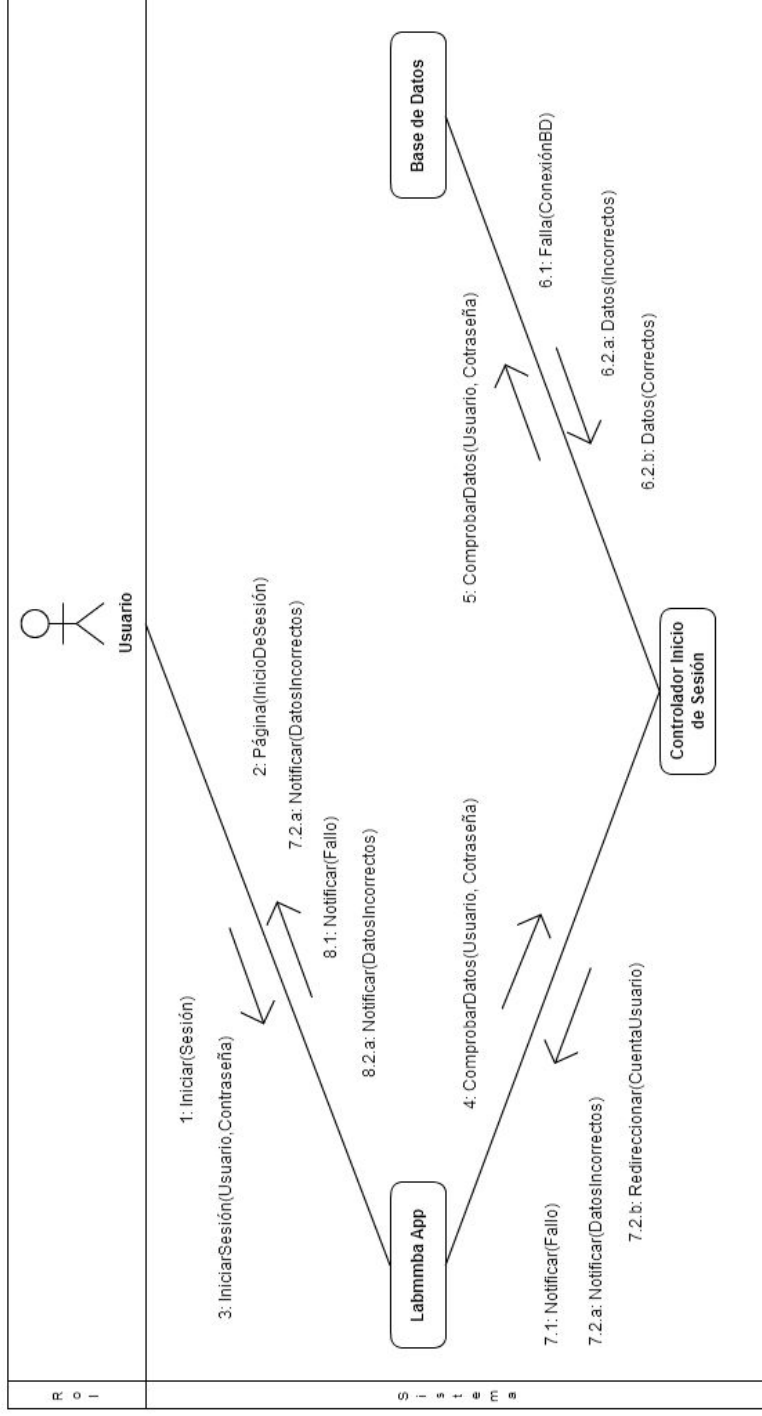 Rol
Usuario
1: Iniciar(Sesión)
3: IniciarSesión(Usuario,Contraseña)
2: Página(InicioDeSesión)
7.2.a: Notificar(DatosIncorrectos)
8.1: Notificar(Fallo)
8.2.a: Notificar(DatosIncorrectos)
Sistema
Labmmba App
Base de Datos
4: ComprobarDatos(Usuario, Cotraseña)
5: ComprobarDatos(Usuario, Cotraseña)
6.1: Falla(ConexiónBD)
6.2.a: Datos(Incorrectos)
6.2.b: Datos(Correctos)
7.1: Notificar(Fallo)
7.2.a: Notificar(DatosIncorrectos)
7.2.b: Redireccionar(CuentaUsuario)
Controlador Inicio
de Sesión